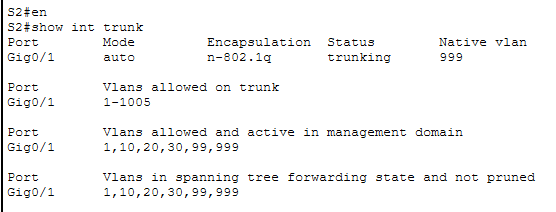 S2#en
S2#show int trunk
Port        Mode         Encapsulation  Status        Native vlan
Gig0/1      auto         n-802.1q       trunking      999

Port        Vlans allowed on trunk
Gig0/1      1-1005

Port        Vlans allowed and active in management domain
Gig0/1      1,10,20,30,99,999

Port        Vlans in spanning tree forwarding state and not pruned
Gig0/1      1,10,20,30,99,999